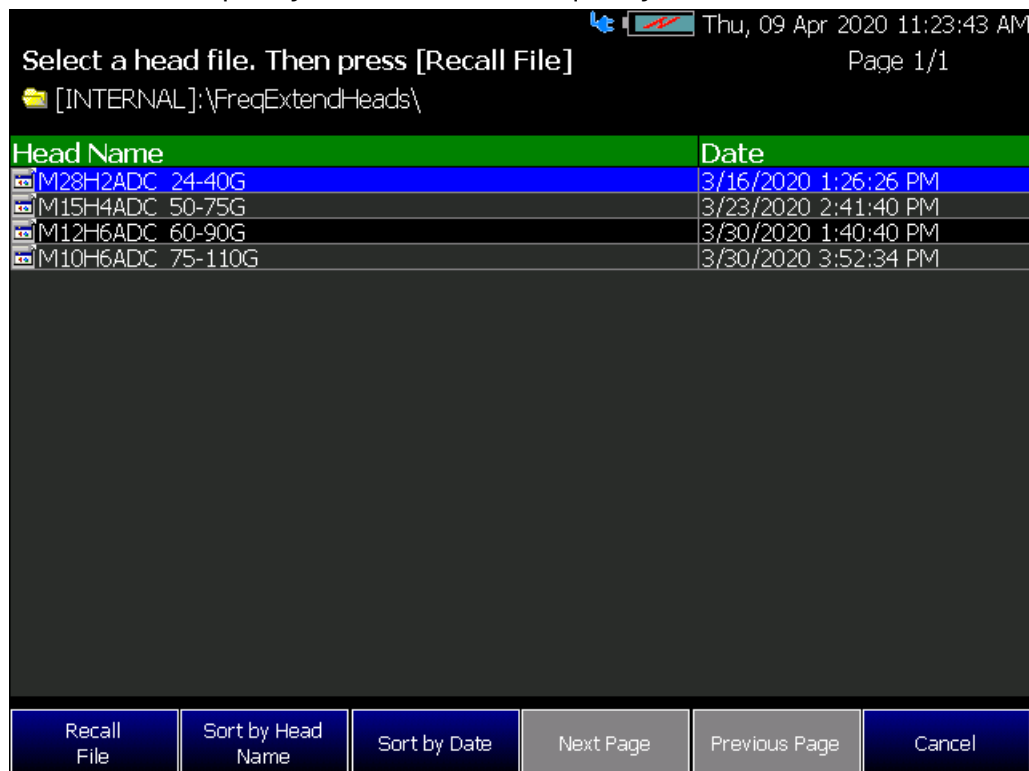 Thu, 09 Apr 2020 11:23:43 AM
Select a head file. Then press [Recall File] Page 1/1
[INTERNAL]:\FreqExtendHeads\
Head Name Date
M28H2ADC 24-40G 3/16/2020 1:26:26 PM
M15H4ADC 50-75G 3/23/2020 2:41:40 PM
M12H6ADC 60-90G 3/30/2020 1:40:40 PM
M10H6ADC 75-110G 3/30/2020 3:52:34 PM
Recall File Sort by Head Name Sort by Date Next Page Previous Page Cancel